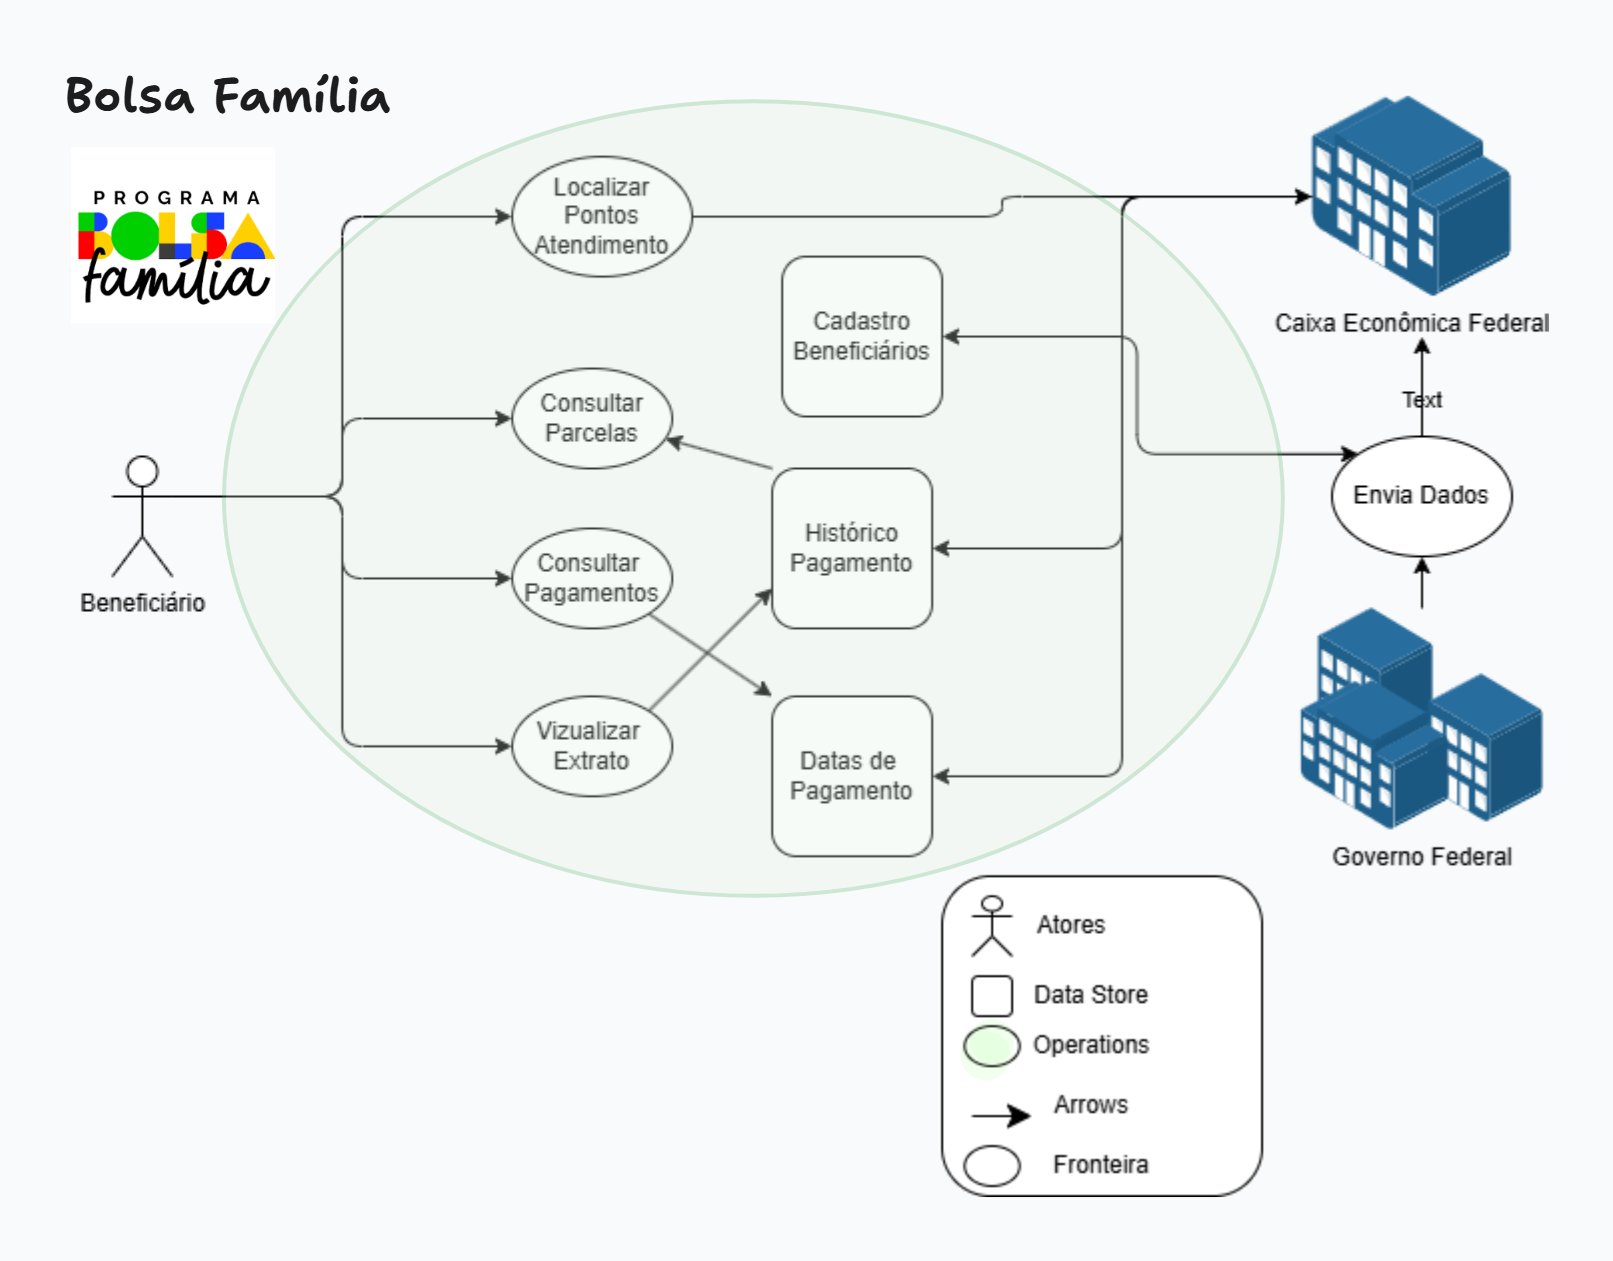 Bolsa Família
PROGRAMA
BOLSA
família
Localizar
Pontos
Atendimento
Cadastro
Beneficiários
Caixa Econômica Federal
Text
Consultar
Parcelas
Envia Dados
Histórico
Pagamento
Consultar
Pagamentos
Beneficiário
Vizualizar
Extrato
Datas de
Pagamento
Governo Federal
Atores
Data Store
Operations
Arrows
Fronteira